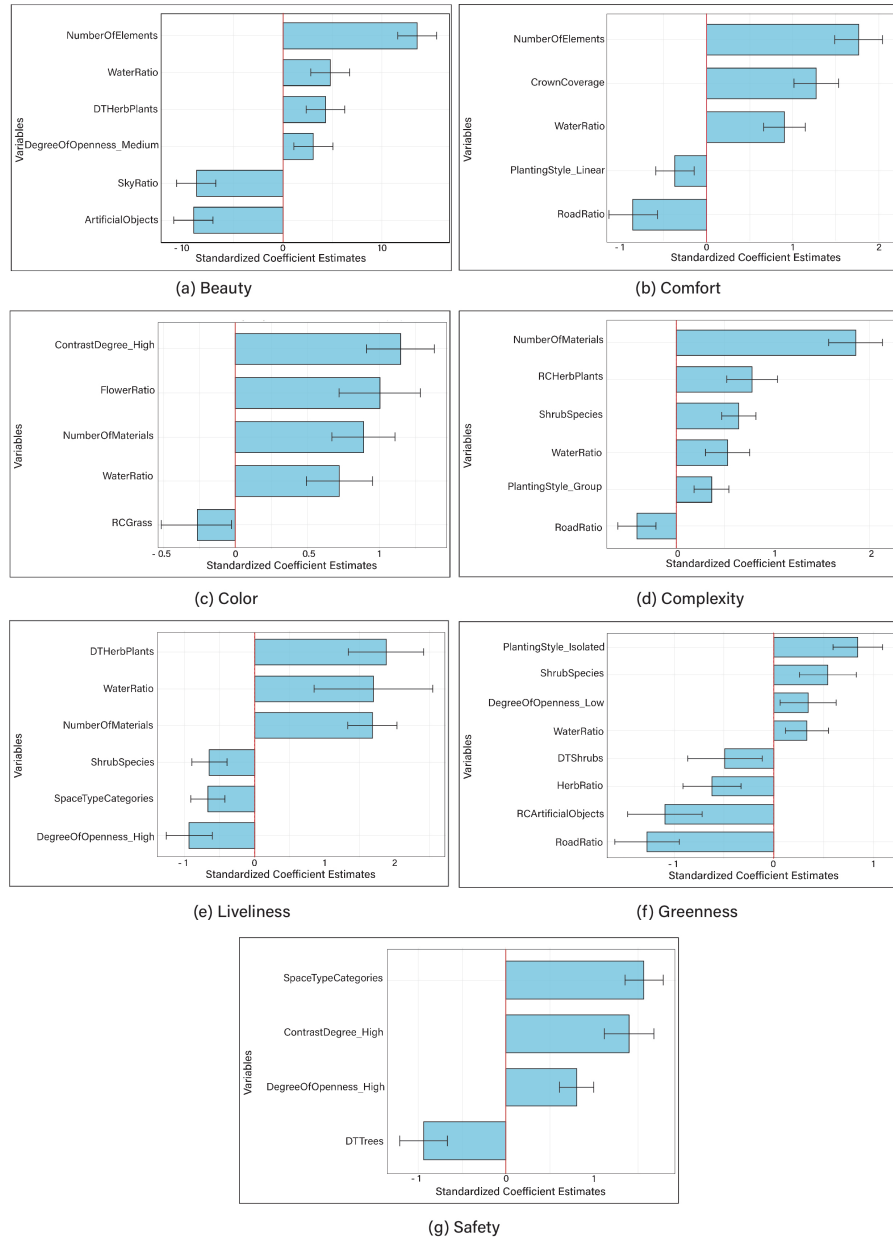 NumberOfElements
WaterRatio
DTHerbPlants
DegreeOfOpenness_Medium
SkyRatio
ArtificialObjects
Variables
- 10 0 10
Standardized Coefficient Estimates
(a) Beauty
NumberOfElements
CrownCoverage
WaterRatio
PlantingStyle_Linear
RoadRatio
Variables
- 1 0 1 2
Standardized Coefficient Estimates
(b) Comfort
ContrastDegree_High
FlowerRatio
NumberOfMaterials
WaterRatio
RCGrass
Variables
- 0.5 0 0.5 1
Standardized Coefficient Estimates
(c) Color
NumberOfMaterials
RCHerbPlants
ShrubSpecies
WaterRatio
PlantingStyle_Group
RoadRatio
Variables
0 1 2
Standardized Coefficient Estimates
(d) Complexity
DTHerbPlants
WaterRatio
NumberOfMaterials
ShrubSpecies
SpaceTypeCategories
DegreeOfOpenness_High
Variables
- 1 0 1 2
Standardized Coefficient Estimates
(e) Liveliness
PlantingStyle_Isolated
ShrubSpecies
DegreeOfOpenness_Low
WaterRatio
DTShrubs
HerbRatio
RCArtificialObjects
RoadRatio
Variables
- 1 0 1
Standardized Coefficient Estimates
(f) Greenness
SpaceTypeCategories
ContrastDegree_High
DegreeOfOpenness_High
DTTrees
Variables
- 1 0 1
Standardized Coefficient Estimates
(g) Safety